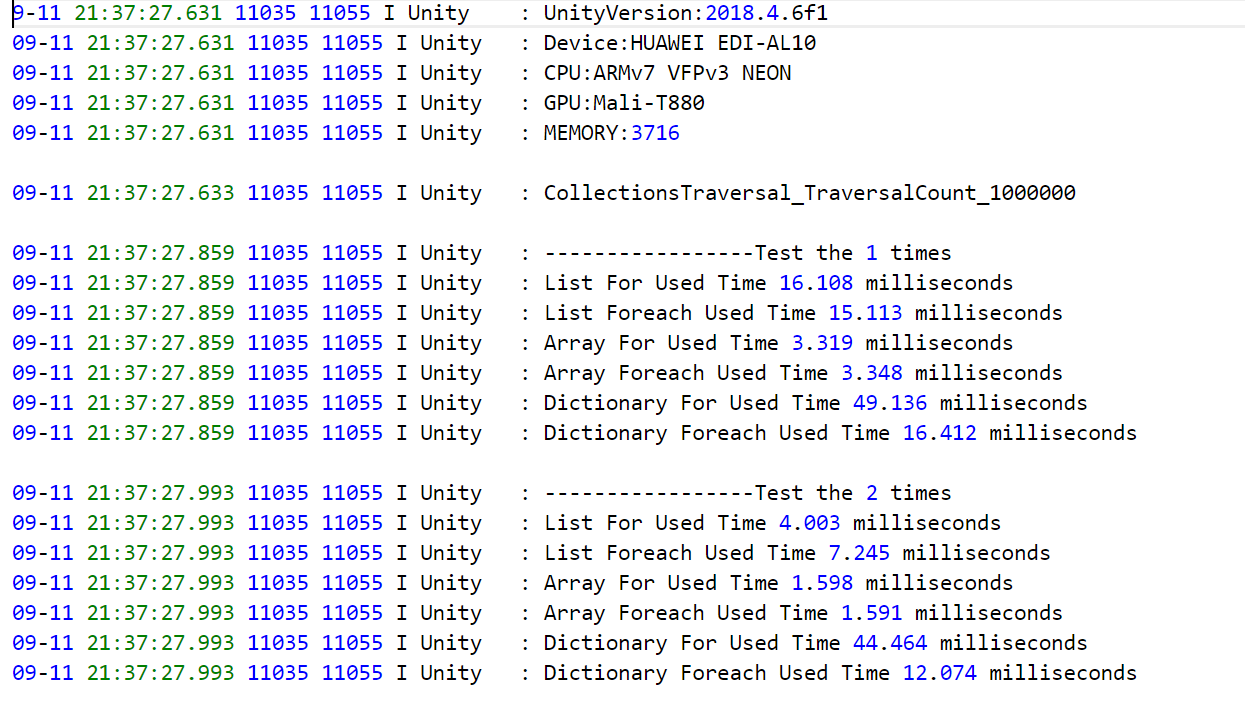 9-11 21:37:27.631 11035 11055 I Unity   : UnityVersion:2018.4.6f1
09-11 21:37:27.631 11035 11055 I Unity   : Device:HUAWEI EDI-AL10
09-11 21:37:27.631 11035 11055 I Unity   : CPU:ARMv7 VFPv3 NEON
09-11 21:37:27.631 11035 11055 I Unity   : GPU:Mali-T880
09-11 21:37:27.631 11035 11055 I Unity   : MEMORY:3716
09-11 21:37:27.633 11035 11055 I Unity   : CollectionsTraversal_TraversalCount_1000000
09-11 21:37:27.859 11035 11055 I Unity   : -----------------Test the 1 times
09-11 21:37:27.859 11035 11055 I Unity   : List For Used Time 16.108 milliseconds
09-11 21:37:27.859 11035 11055 I Unity   : List Foreach Used Time 15.113 milliseconds
09-11 21:37:27.859 11035 11055 I Unity   : Array For Used Time 3.319 milliseconds
09-11 21:37:27.859 11035 11055 I Unity   : Array Foreach Used Time 3.348 milliseconds
09-11 21:37:27.859 11035 11055 I Unity   : Dictionary For Used Time 49.136 milliseconds
09-11 21:37:27.859 11035 11055 I Unity   : Dictionary Foreach Used Time 16.412 milliseconds
09-11 21:37:27.993 11035 11055 I Unity   : -----------------Test the 2 times
09-11 21:37:27.993 11035 11055 I Unity   : List For Used Time 4.003 milliseconds
09-11 21:37:27.993 11035 11055 I Unity   : List Foreach Used Time 7.245 milliseconds
09-11 21:37:27.993 11035 11055 I Unity   : Array For Used Time 1.598 milliseconds
09-11 21:37:27.993 11035 11055 I Unity   : Array Foreach Used Time 1.591 milliseconds
09-11 21:37:27.993 11035 11055 I Unity   : Dictionary For Used Time 44.464 milliseconds
09-11 21:37:27.993 11035 11055 I Unity   : Dictionary Foreach Used Time 12.074 milliseconds